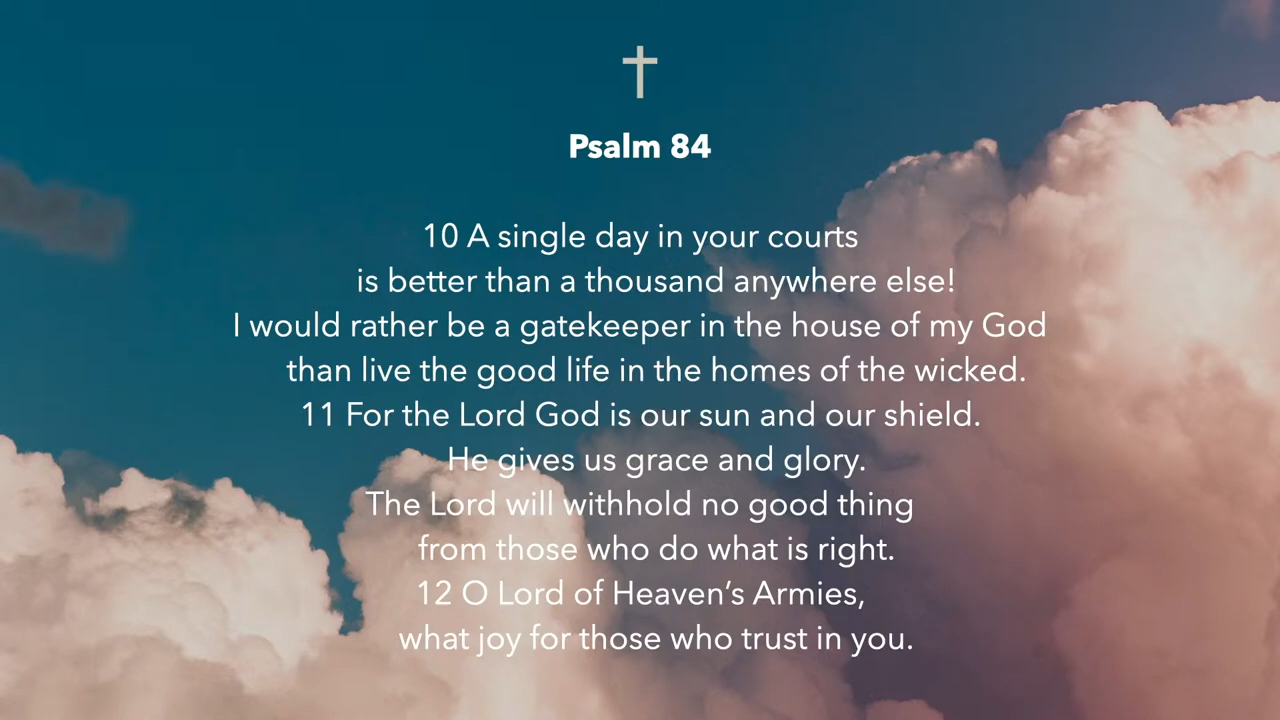 Psalm 84
10 A single day in your courts
is better than a thousand anywhere else!
I would rather be a gatekeeper in the house of my God
than live the good life in the homes of the wicked.
11 For the Lord God is our sun and our shield.
He gives us grace and glory.
The Lord will withhold no good thing
from those who do what is right.
12 O Lord of Heaven’s Armies,
what joy for those who trust in you.